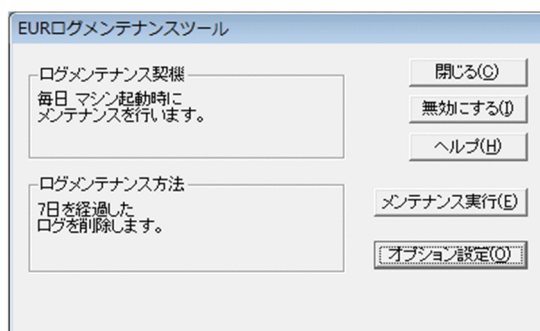 EURログメンテナンスツール
ログメンテナンス契機
毎日 マシン起動時に
メンテナンスを行います。
閉じる(C)
無効にする(I)
ヘルプ(H)
ログメンテナンス方法
7日を経過した
ログを削除します。
メンテナンス実行(E)
オプション設定(O)